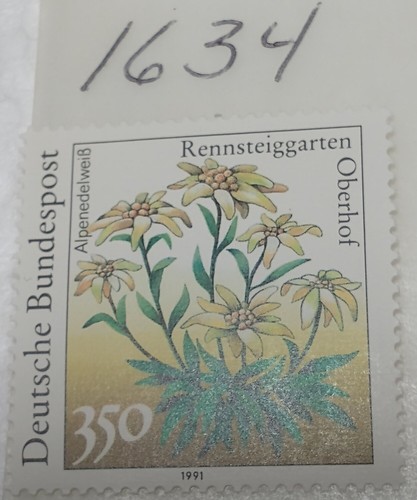 1634
Deutsche Bundespost
Alpenedelweiß
Rennsteiggarten
Oberhof
350
1991